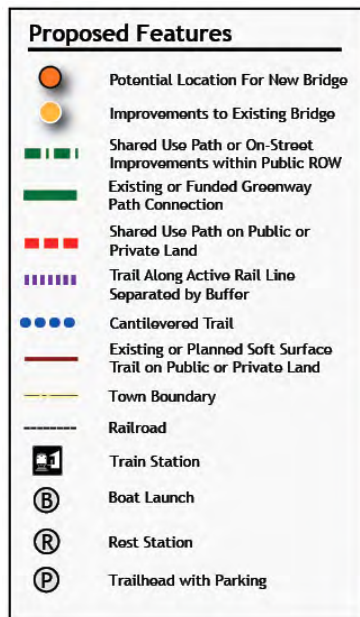 Proposed Features
Potential Location For New Bridge
Improvements to Existing Bridge
Shared Use Path or On-Street
Improvements within Public ROW
Existing or Funded Greenway
Path Connection
Shared Use Path on Public or
Private Land
Trail Along Active Rail Line
Separated by Buffer
Cantilevered Trail
Existing or Planned Soft Surface
Trail on Public or Private Land
Town Boundary
Railroad
Train Station
B Boat Launch
R Rest Station
P Trailhead with Parking